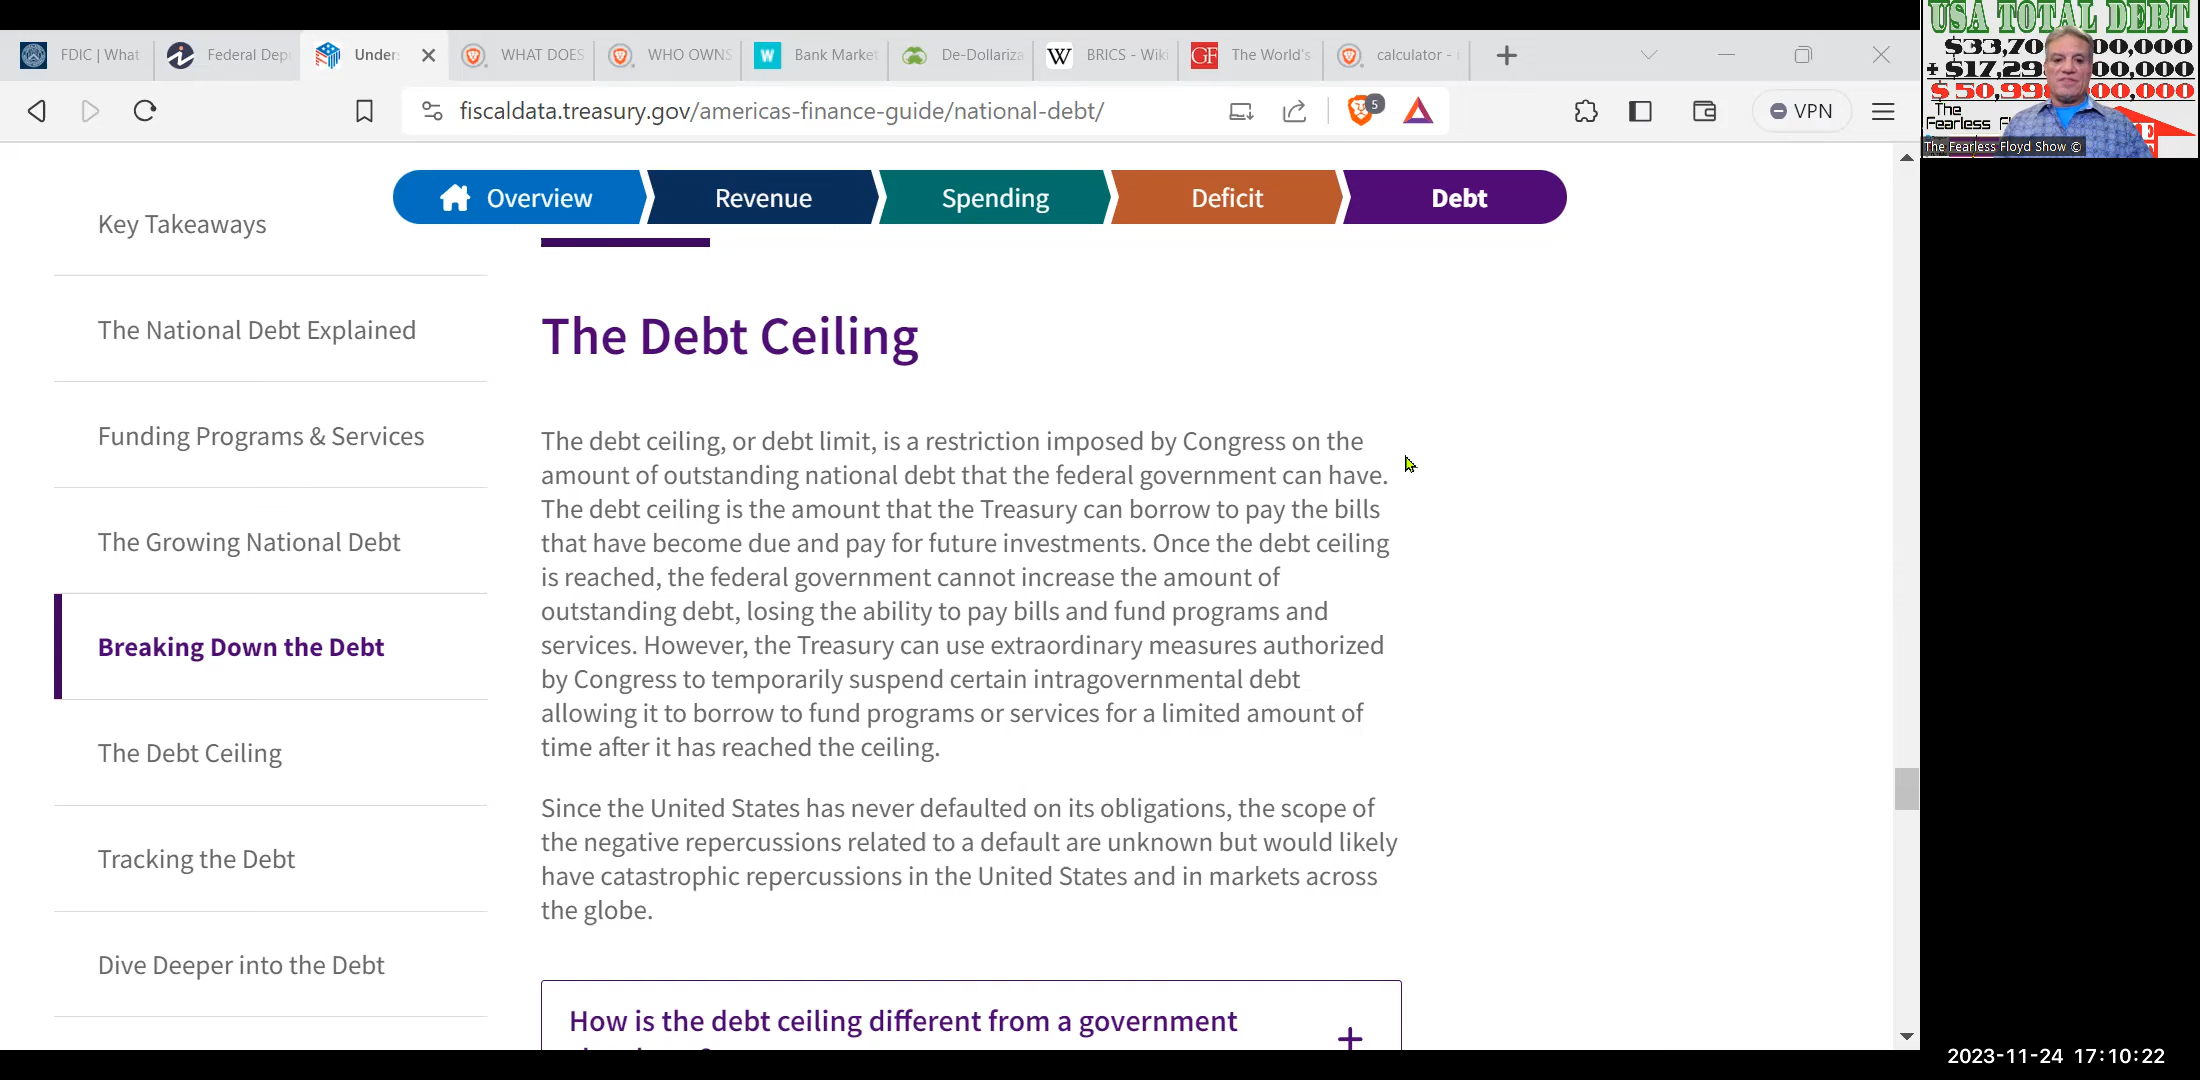 FDIC | What
Federal Dep
Under
WHAT DOES
WHO OWNS
Bank Market
De-Dollariza
BRICS - Wiki
The World's
calculator -
fiscaldata.treasury.gov/americas-finance-guide/national-debt/
5
VPN
USA TOTAL DEBT
The
Fearless
The Fearless Floyd Show ©
Overview
Revenue
Spending
Deficit
Debt
Key Takeaways
The National Debt Explained
Funding Programs & Services
The Growing National Debt
Breaking Down the Debt
The Debt Ceiling
Tracking the Debt
Dive Deeper into the Debt
The Debt Ceiling
The debt ceiling, or debt limit, is a restriction imposed by Congress on the
amount of outstanding national debt that the federal government can have.
The debt ceiling is the amount that the Treasury can borrow to pay the bills
that have become due and pay for future investments. Once the debt ceiling
is reached, the federal government cannot increase the amount of
outstanding debt, losing the ability to pay bills and fund programs and
services. However, the Treasury can use extraordinary measures authorized
by Congress to temporarily suspend certain intragovernmental debt
allowing it to borrow to fund programs or services for a limited amount of
time after it has reached the ceiling.
Since the United States has never defaulted on its obligations, the scope of
the negative repercussions related to a default are unknown but would likely
have catastrophic repercussions in the United States and in markets across
the globe.
How is the debt ceiling different from a government
2023-11-24 17:10:22